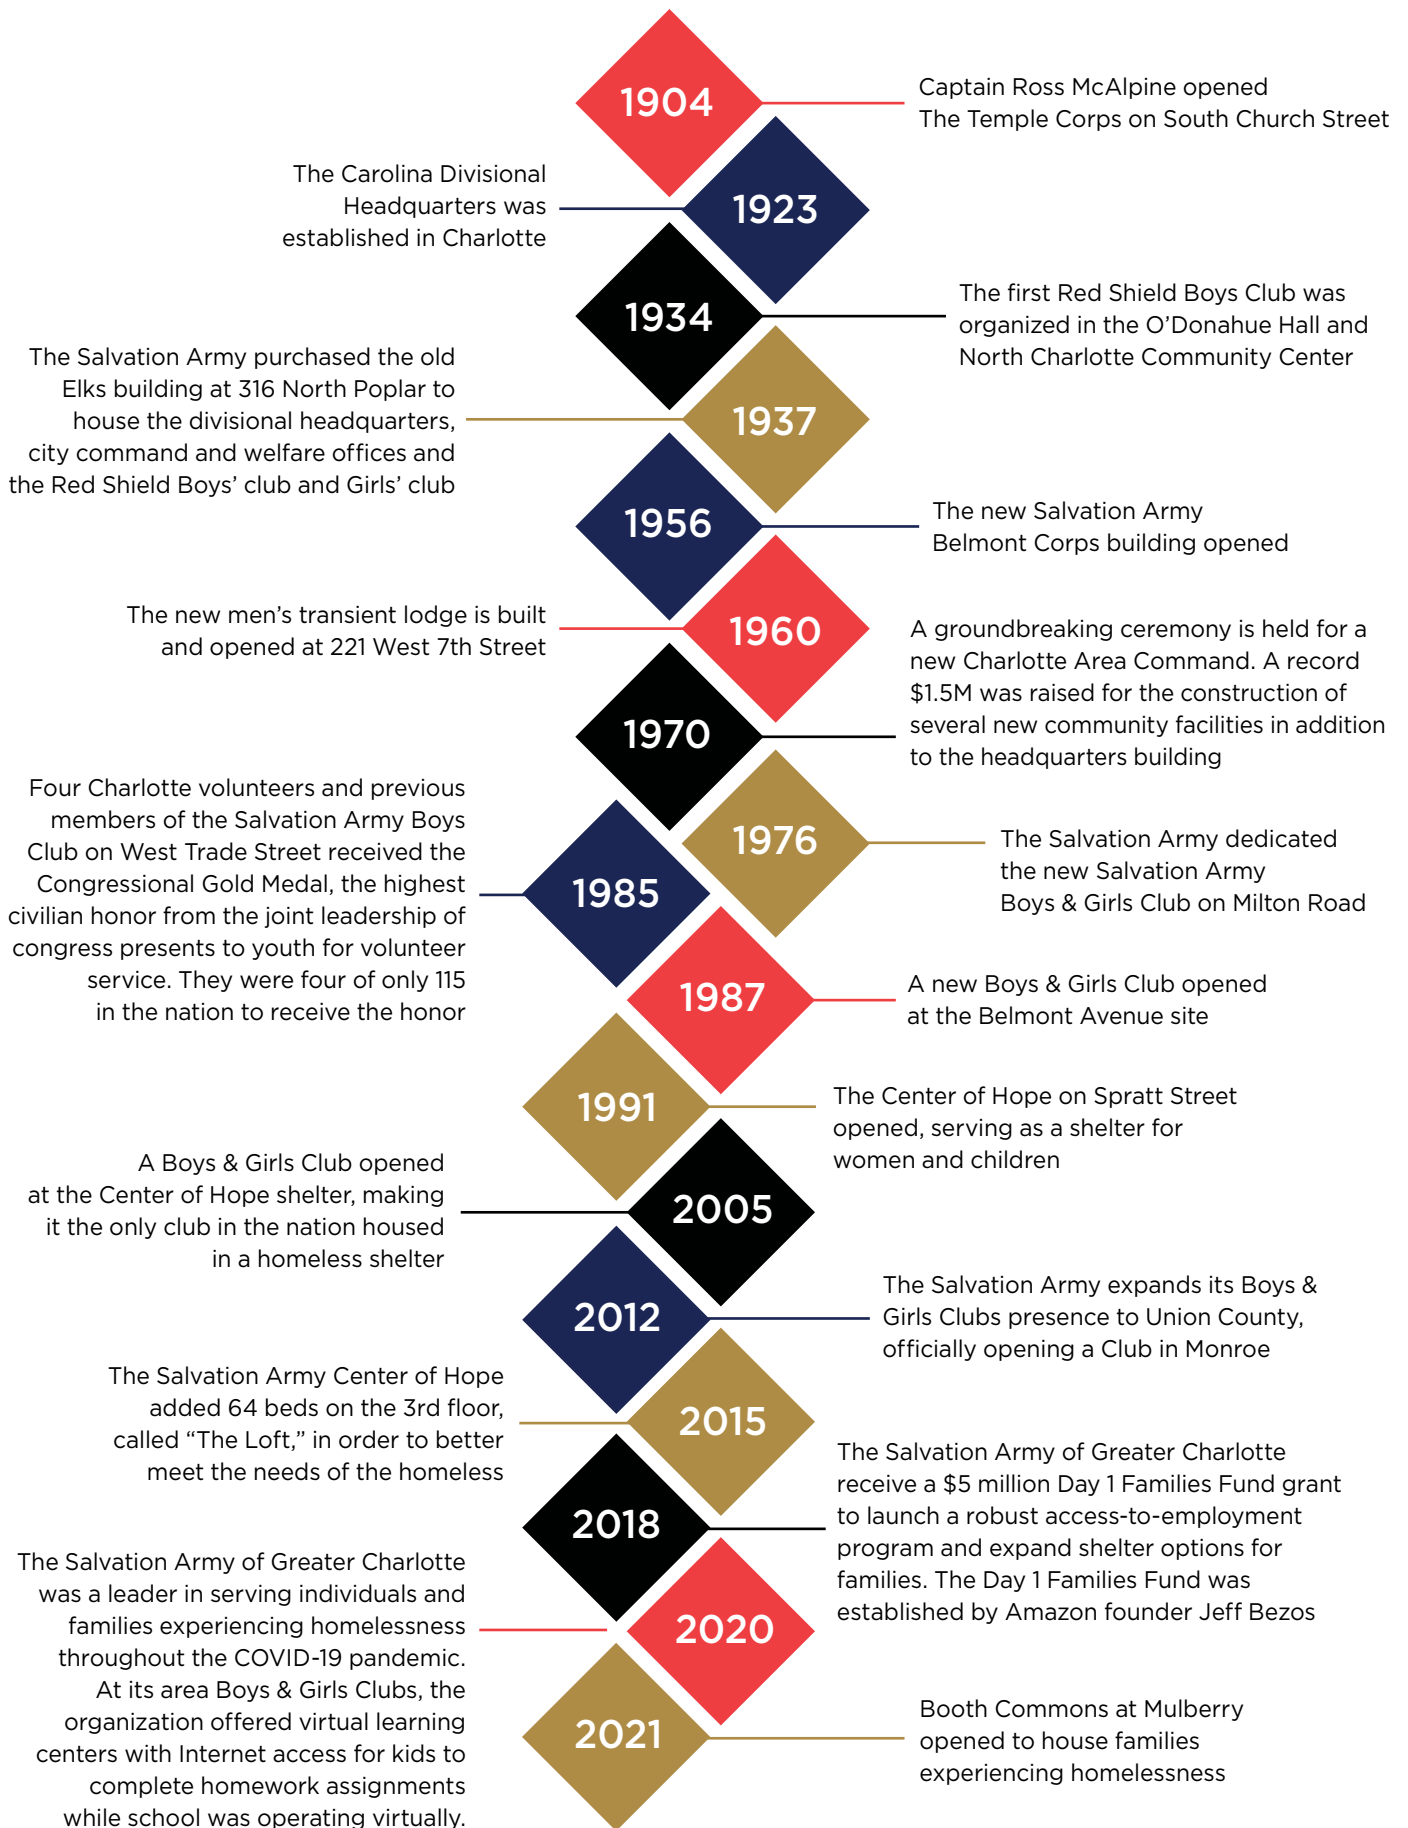 1904
Captain Ross McAlpine opened
The Temple Corps on South Church Street
1923
The Carolina Divisional
Headquarters was
established in Charlotte
1934
The first Red Shield Boys Club was
organized in the O’Donahue Hall and
North Charlotte Community Center
1937
The Salvation Army purchased the old
Elks building at 316 North Poplar to
house the divisional headquarters,
city command and welfare offices and
the Red Shield Boys’ club and Girls’ club
1956
The new Salvation Army
Belmont Corps building opened
1960
The new men’s transient lodge is built
and opened at 221 West 7th Street
1970
A groundbreaking ceremony is held for a
new Charlotte Area Command. A record
$1.5M was raised for the construction of
several new community facilities in addition
to the headquarters building
1976
The Salvation Army dedicated
the new Salvation Army
Boys & Girls Club on Milton Road
1985
Four Charlotte volunteers and previous
members of the Salvation Army Boys
Club on West Trade Street received the
Congressional Gold Medal, the highest
civilian honor from the joint leadership of
congress presents to youth for volunteer
service. They were four of only 115
in the nation to receive the honor
1987
A new Boys & Girls Club opened
at the Belmont Avenue site
1991
The Center of Hope on Spratt Street
opened, serving as a shelter for
women and children
2005
A Boys & Girls Club opened
at the Center of Hope shelter, making
it the only club in the nation housed
in a homeless shelter
2012
The Salvation Army expands its Boys &
Girls Clubs presence to Union County,
officially opening a Club in Monroe
2015
The Salvation Army Center of Hope
added 64 beds on the 3rd floor,
called “The Loft,” in order to better
meet the needs of the homeless
2018
The Salvation Army of Greater Charlotte
receive a $5 million Day 1 Families Fund grant
to launch a robust access-to-employment
program and expand shelter options for
families. The Day 1 Families Fund was
established by Amazon founder Jeff Bezos
2020
The Salvation Army of Greater Charlotte
was a leader in serving individuals and
families experiencing homelessness
throughout the COVID-19 pandemic.
At its area Boys & Girls Clubs, the
organization offered virtual learning
centers with Internet access for kids to
complete homework assignments
while school was operating virtually.
2021
Booth Commons at Mulberry
opened to house families
experiencing homelessness